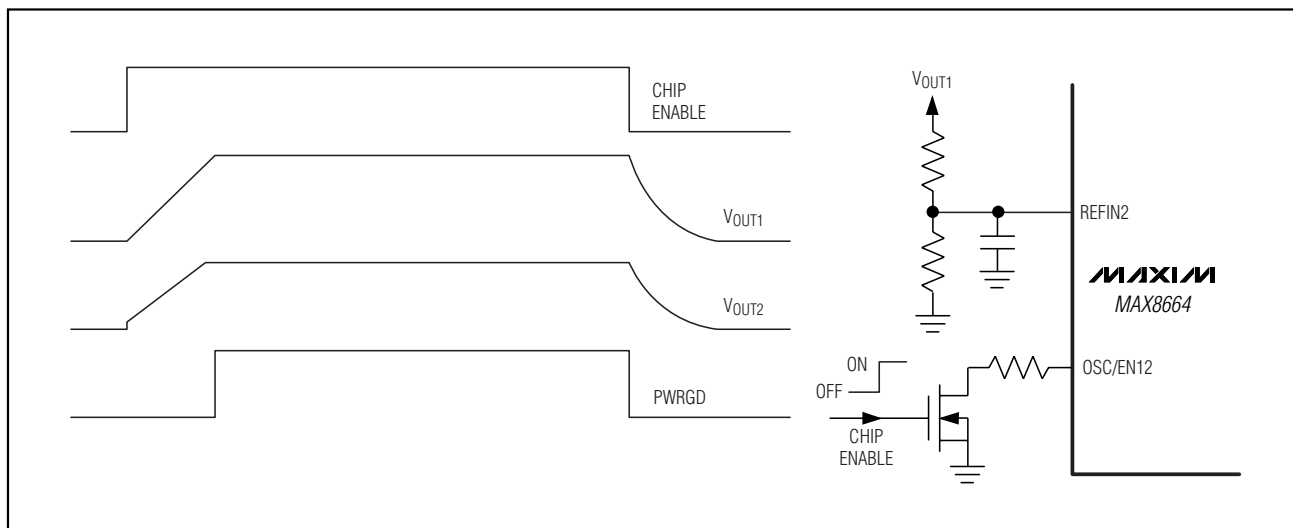 CHIP
ENABLE
VOUT1
VOUT2
PWRGD
VOUT1
REFIN2
MAXIM
MAX8664
ON
OFF
OSC/EN12
CHIP
ENABLE